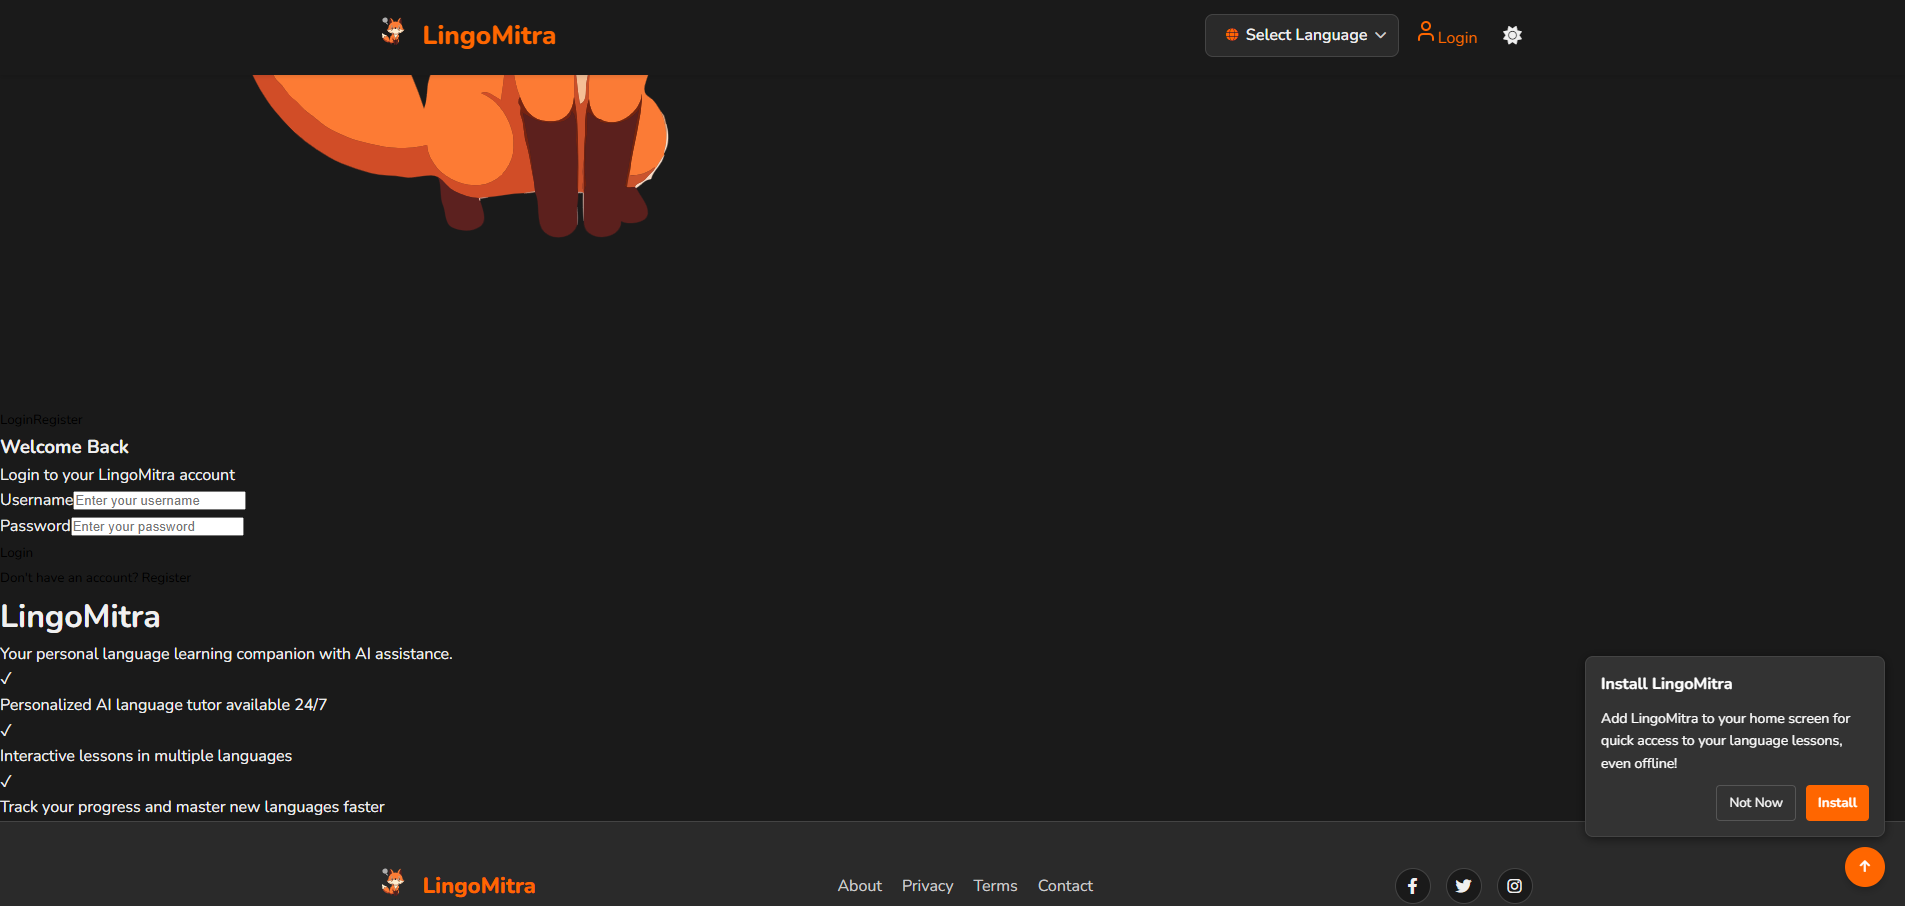 LingoMitra
Select Language
Login
LoginRegister
Welcome Back
Login to your LingoMitra account
Username Enter your username
Password Enter your password
Login
Don't have an account? Register
LingoMitra
Your personal language learning companion with AI assistance.
✓
Personalized AI language tutor available 24/7
✓
Interactive lessons in multiple languages
✓
Track your progress and master new languages faster
Install LingoMitra
Add LingoMitra to your home screen for
quick access to your language lessons,
even offline!
Not Now Install
LingoMitra
About Privacy Terms Contact